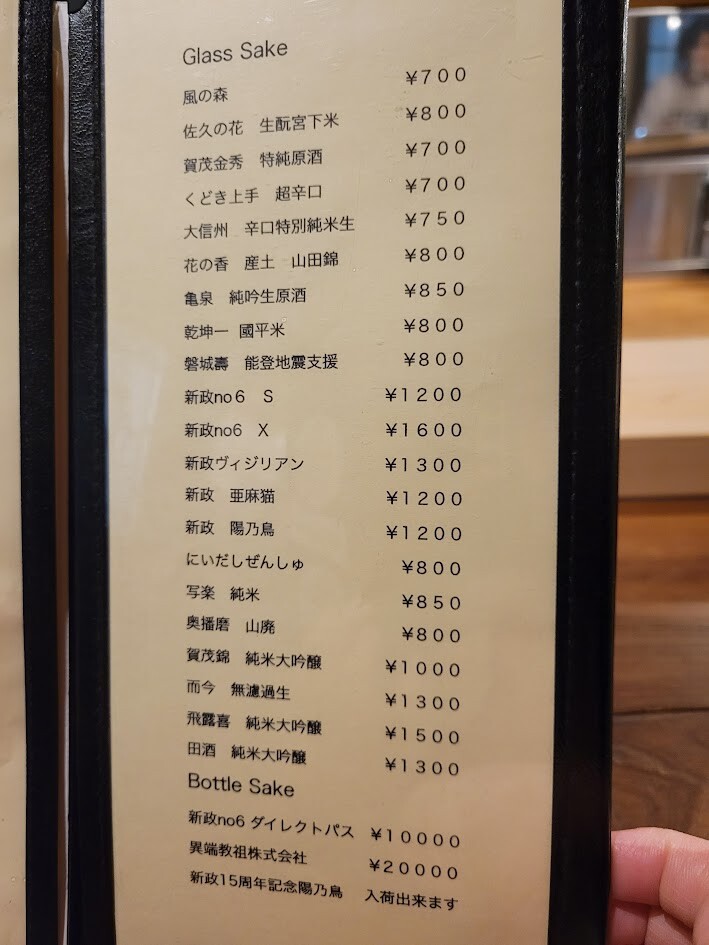 Glass Sake
風の森 ¥700
佐久の花 生酛宮下米 ¥800
賀茂金秀 特純原酒 ¥700
くどき上手 超辛口 ¥700
大信州 辛口特別純米生 ¥750
花の香 産土 山田錦 ¥800
亀泉 純吟生原酒 ¥850
乾坤一 國平米 ¥800
磐城壽 能登地震支援 ¥800
新政no6 S ¥1200
新政no6 X ¥1600
新政ヴィジリアン ¥1300
新政 亜麻猫 ¥1200
新政 陽乃鳥 ¥1200
にいだしぜんしゅ ¥800
写楽 純米 ¥850
奥播磨 山廃 ¥800
賀茂錦 純米大吟醸 ¥1000
而今 無濾過生 ¥1300
飛露喜 純米大吟醸 ¥1500
田酒 純米大吟醸 ¥1300
Bottle Sake
新政no6 ダイレクトパス ¥10000
異端教祖株式会社 ¥20000
新政15周年記念陽乃鳥 入荷出来ます